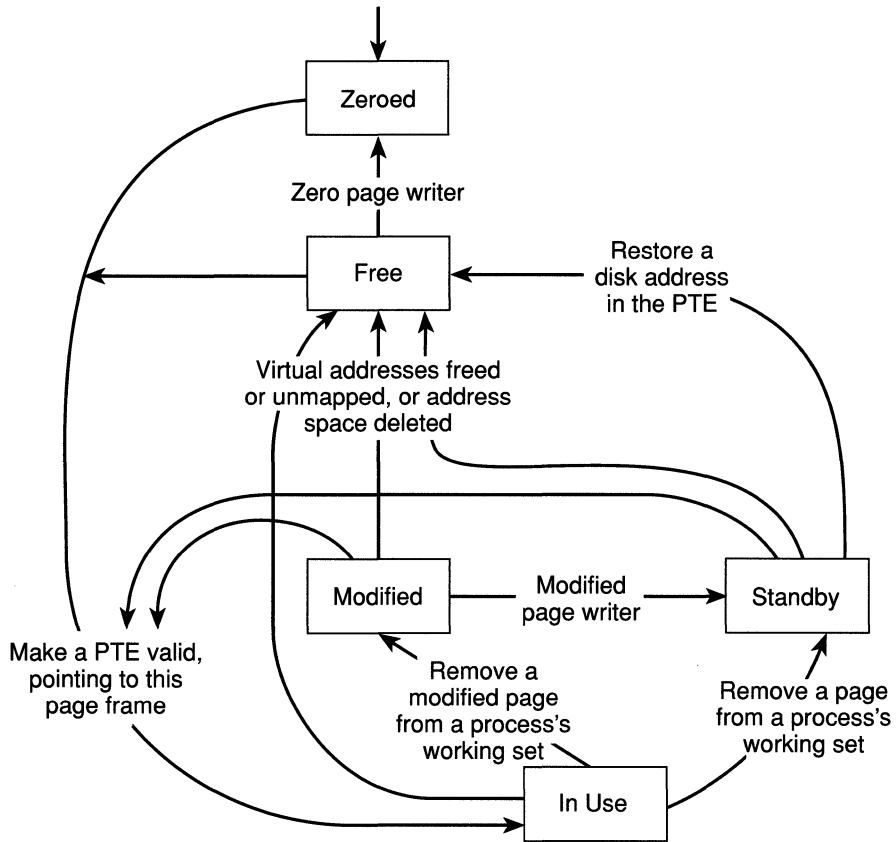 Zeroed
Zero page writer
Free
Restore a
disk address
in the PTE
Virtual addresses freed
or unmapped, or address
space deleted
Modified
Modified
page writer
Standby
Make a PTE valid,
pointing to this
page frame
Remove a
modified page
from a process's
working set
Remove a page
from a process's
working set
In Use